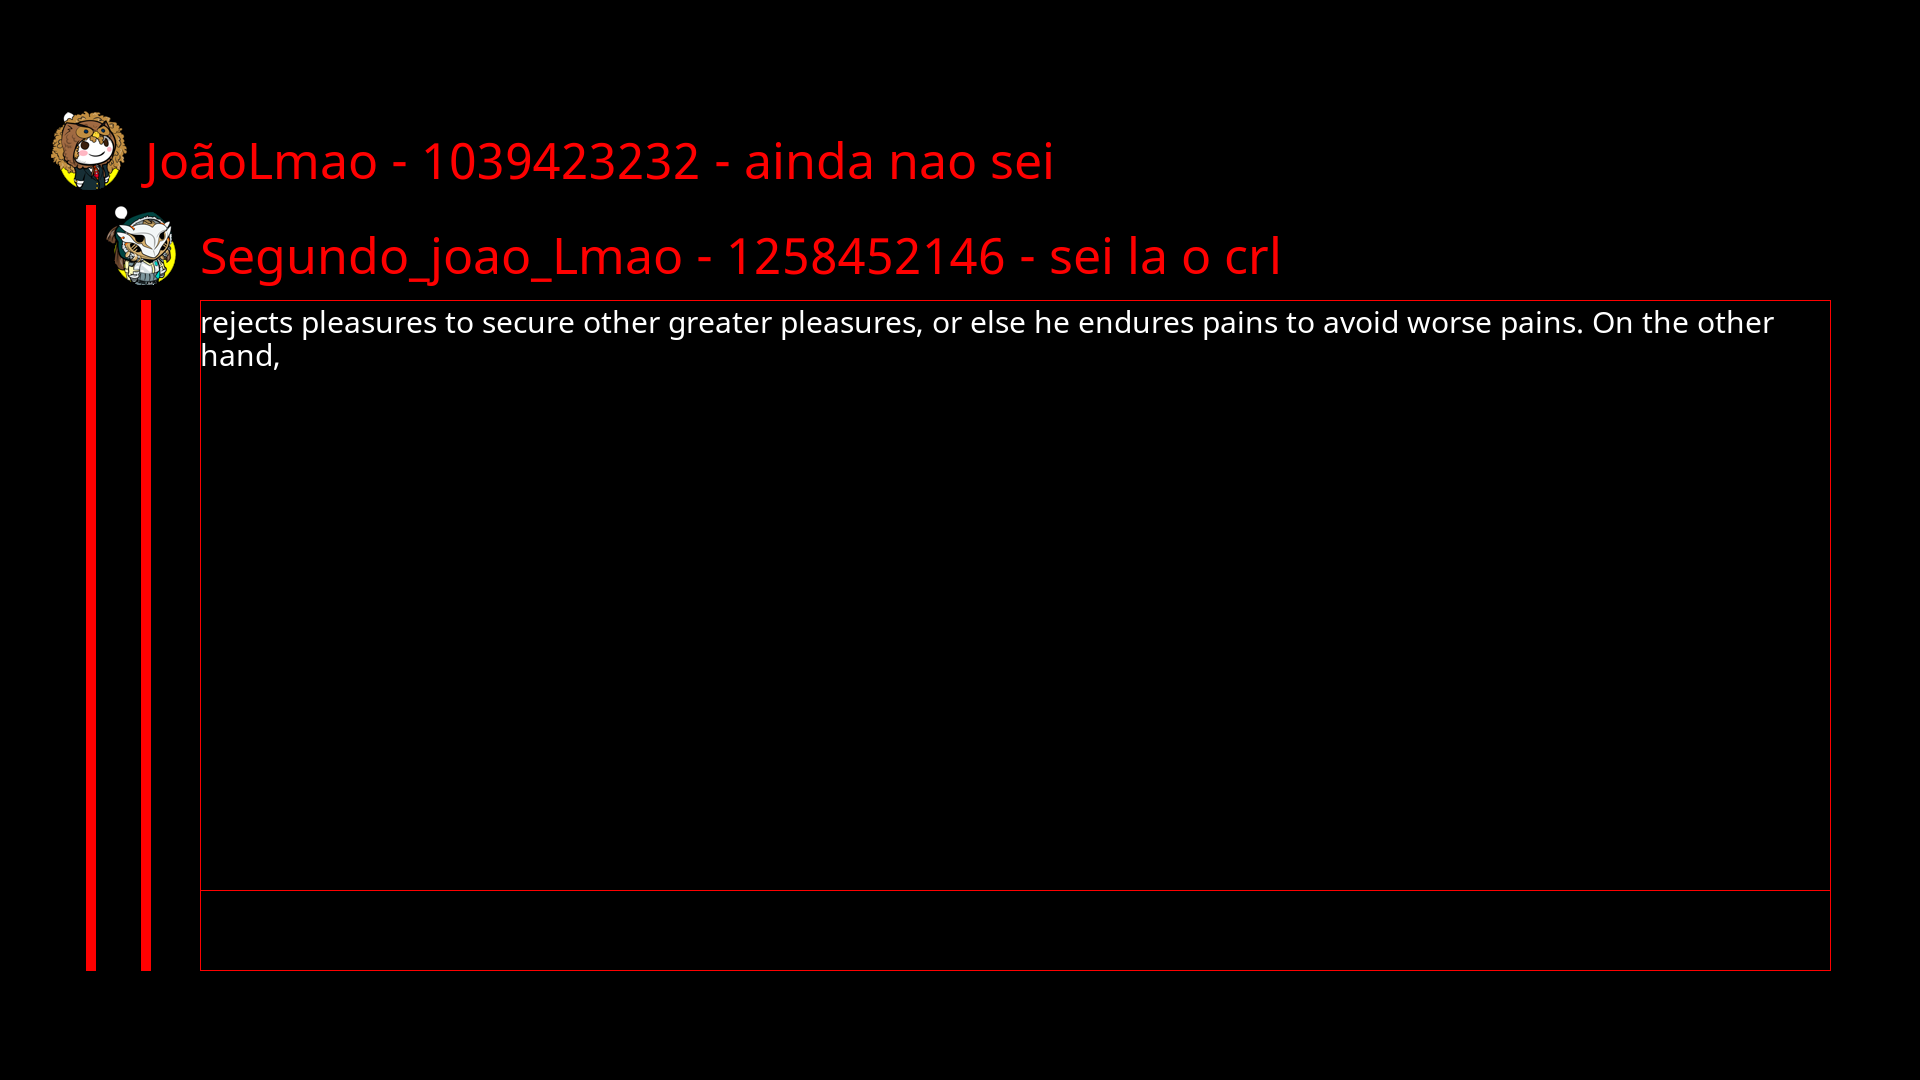 JoãoLmao - 1039423232 - ainda nao sei
Segundo_joao_Lmao - 1258452146 - sei la o crl
rejects pleasures to secure other greater pleasures, or else he endures pains to avoid worse pains. On the other
hand,